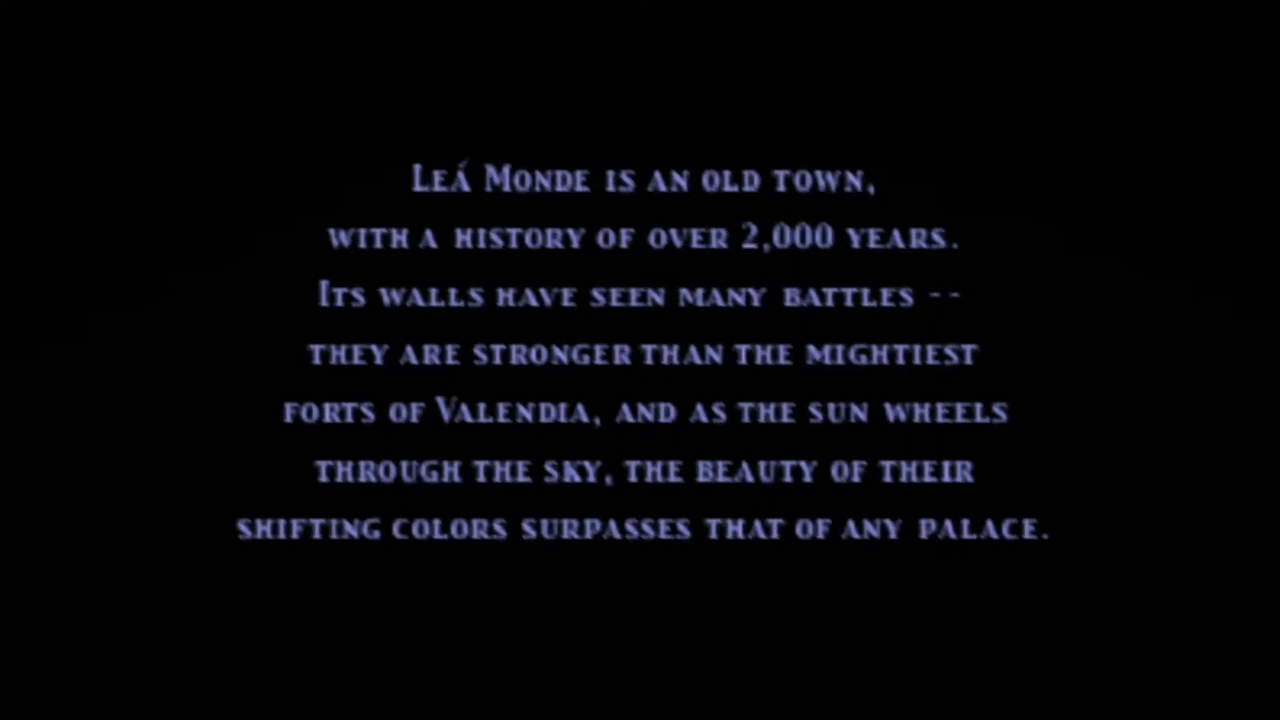 Leá Monde is an old town,
with a history of over 2,000 years.
Its walls have seen many battles --
they are stronger than the mightiest
forts of Valendia, and as the sun wheels
through the sky, the beauty of their
shifting colors surpasses that of any palace.